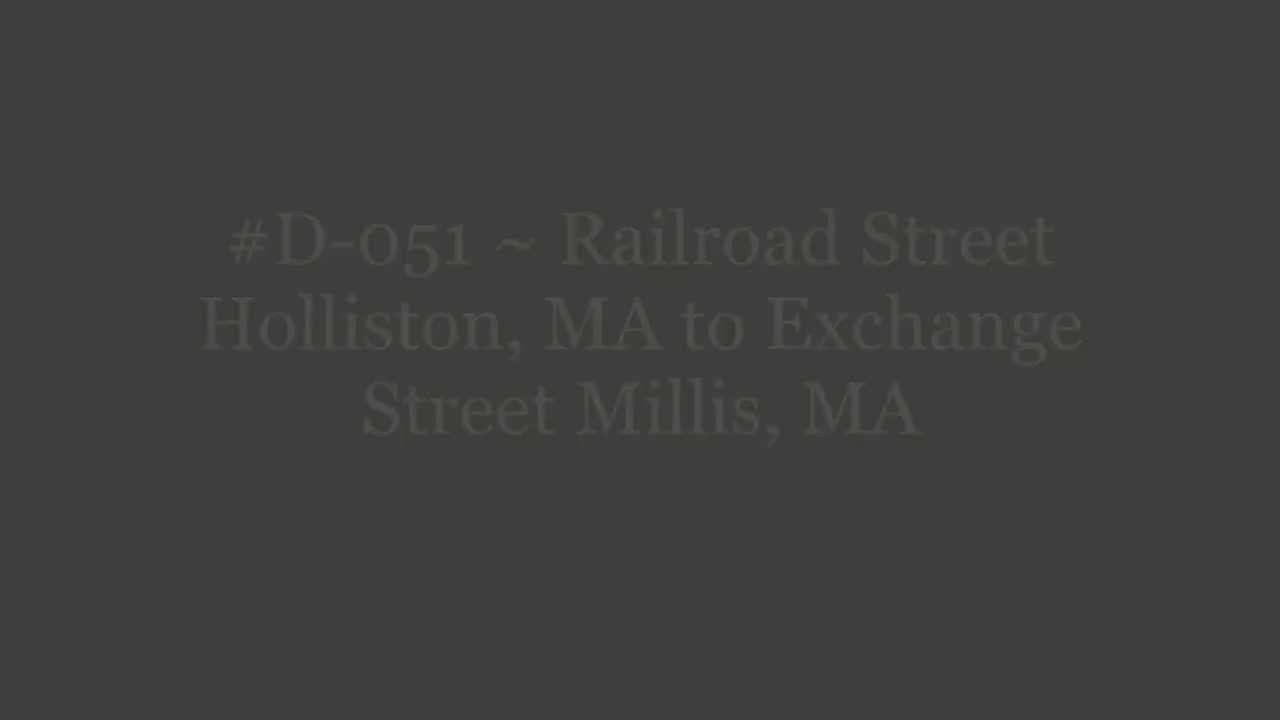 #D-051 ~ Railroad Street
Holliston, MA to Exchange
Street Millis, MA